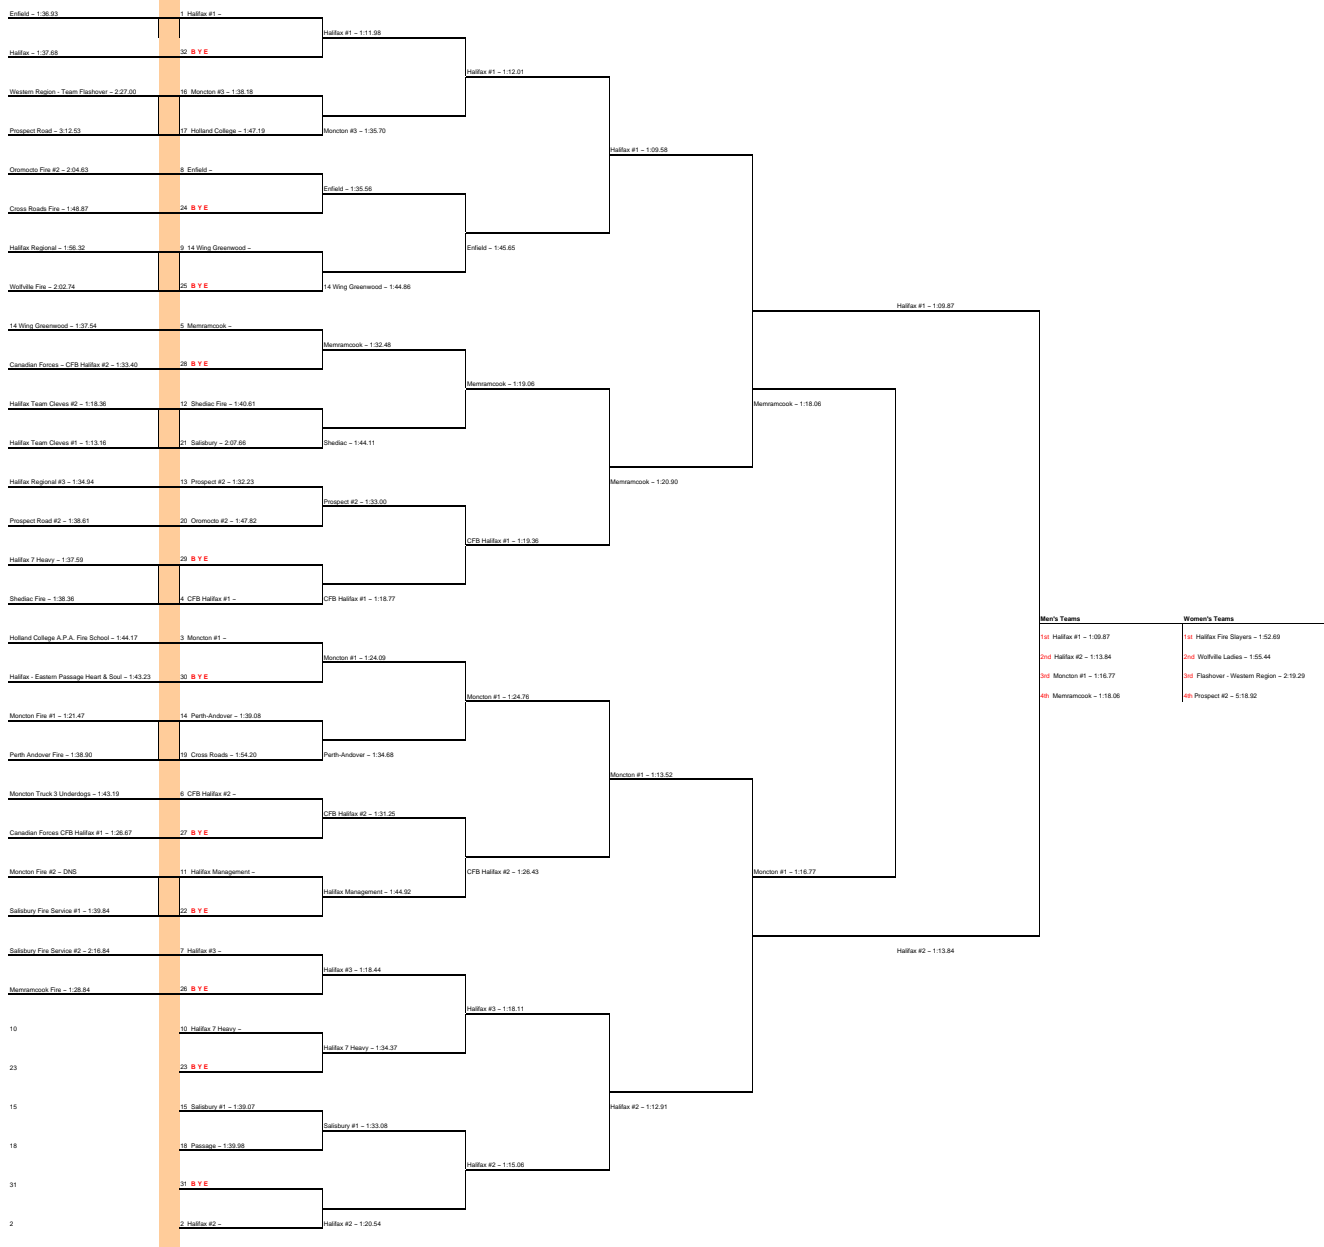 Enfield – 1:36.93
1 Halifax #1 –
Halifax #1 – 1:11.98
Halifax – 1:37.68
32 B Y E
Halifax #1 – 1:12.01
Western Region - Team Flashover – 2:27.00
16 Moncton #3 – 1:38.18
Prospect Road – 3:12.53
17 Holland College – 1:47.19
Moncton #3 – 1:35.70
Halifax #1 – 1:09.58
Oromocto Fire #2 – 2:04.63
8 Enfield –
Enfield – 1:35.56
Cross Roads Fire – 1:48.87
24 B Y E
Halifax Regional – 1:56.32
9 14 Wing Greenwood –
Enfield – 1:45.65
Wolfville Fire – 2:02.74
25 B Y E
14 Wing Greenwood – 1:44.86
Halifax #1 – 1:09.87
14 Wing Greenwood – 1:37.54
5 Memramcook –
Memramcook – 1:32.48
Canadian Forces – CFB Halifax #2 – 1:33.40
28 B Y E
Memramcook – 1:19.06
Halifax Team Cleves #2 – 1:18.36
12 Shediac Fire – 1:40.61
Memramcook – 1:18.06
Halifax Team Cleves #1 – 1:13.16
21 Salisbury – 2:07.66
Shediac – 1:44.11
Halifax Regional #3 – 1:34.94
13 Prospect #2 – 1:32.23
Memramcook – 1:20.90
Prospect #2 – 1:33.00
Prospect Road #2 – 1:38.61
20 Oromocto #2 – 1:47.82
CFB Halifax #1 – 1:19.36
Halifax 7 Heavy – 1:37.59
29 B Y E
Shediac Fire – 1:38.36
4 CFB Halifax #1 –
CFB Halifax #1 – 1:18.77
Men's Teams
Women's Teams
Holland College A.P.A. Fire School – 1:44.17
3 Moncton #1 –
1st Halifax #1 – 1:09.87
1st Halifax Fire Slayers – 1:52.69
Moncton #1 – 1:24.09
2nd Halifax #2 – 1:13.84
2nd Wolfville Ladies – 1:55.44
Halifax - Eastern Passage Heart & Soul – 1:43.23
30 B Y E
3rd Moncton #1 – 1:16.77
3rd Flashover - Western Region – 2:19.29
Moncton #1 – 1:24.76
4th Memramcook – 1:18.06
4th Prospect #2 – 5:18.92
Moncton Fire #1 – 1:21.47
14 Perth-Andover – 1:39.08
Perth Andover Fire – 1:38.90
19 Cross Roads – 1:54.20
Perth-Andover – 1:34.68
Moncton #1 – 1:13.52
Moncton Truck 3 Underdogs – 1:43.19
6 CFB Halifax #2 –
CFB Halifax #2 – 1:31.25
Canadian Forces CFB Halifax #1 – 1:26.67
27 B Y E
Moncton Fire #2 – DNS
11 Halifax Management –
CFB Halifax #2 – 1:26.43
Moncton #1 – 1:16.77
Halifax Management – 1:44.92
Salisbury Fire Service #1 – 1:39.84
22 B Y E
Salisbury Fire Service #2 – 2:16.84
7 Halifax #3 –
Halifax #2 – 1:13.84
Halifax #3 – 1:18.44
Memramcook Fire – 1:28.84
26 B Y E
Halifax #3 – 1:18.11
10
10 Halifax 7 Heavy –
Halifax 7 Heavy – 1:34.37
23
23 B Y E
15
15 Salisbury #1 – 1:39.07
Halifax #2 – 1:12.91
Salisbury #1 – 1:33.08
18
18 Passage – 1:39.98
Halifax #2 – 1:15.06
31
31 B Y E
2
2 Halifax #2 –
Halifax #2 – 1:20.54